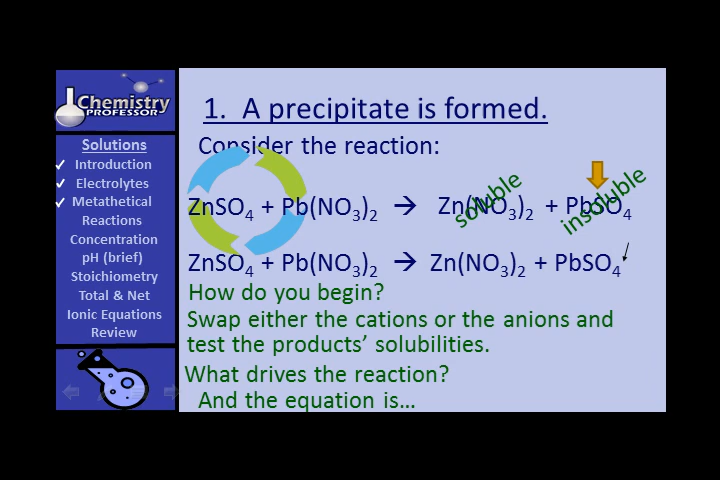 Chemistry
PROFESSOR
Solutions
✓ Introduction
✓ Electrolytes
✓ Metathetical
Reactions
Concentration
pH (brief)
Stoichiometry
Total & Net
Ionic Equations
Review
1. A precipitate is formed.
Consider the reaction:
ZnSO₄ + Pb(NO₃)₂ → Zn(NO₃)₂ + PbSO₄
soluble
insoluble
ZnSO₄ + Pb(NO₃)₂ → Zn(NO₃)₂ + PbSO₄↓
How do you begin?
Swap either the cations or the anions and
test the products’ solubilities.
What drives the reaction?
And the equation is…